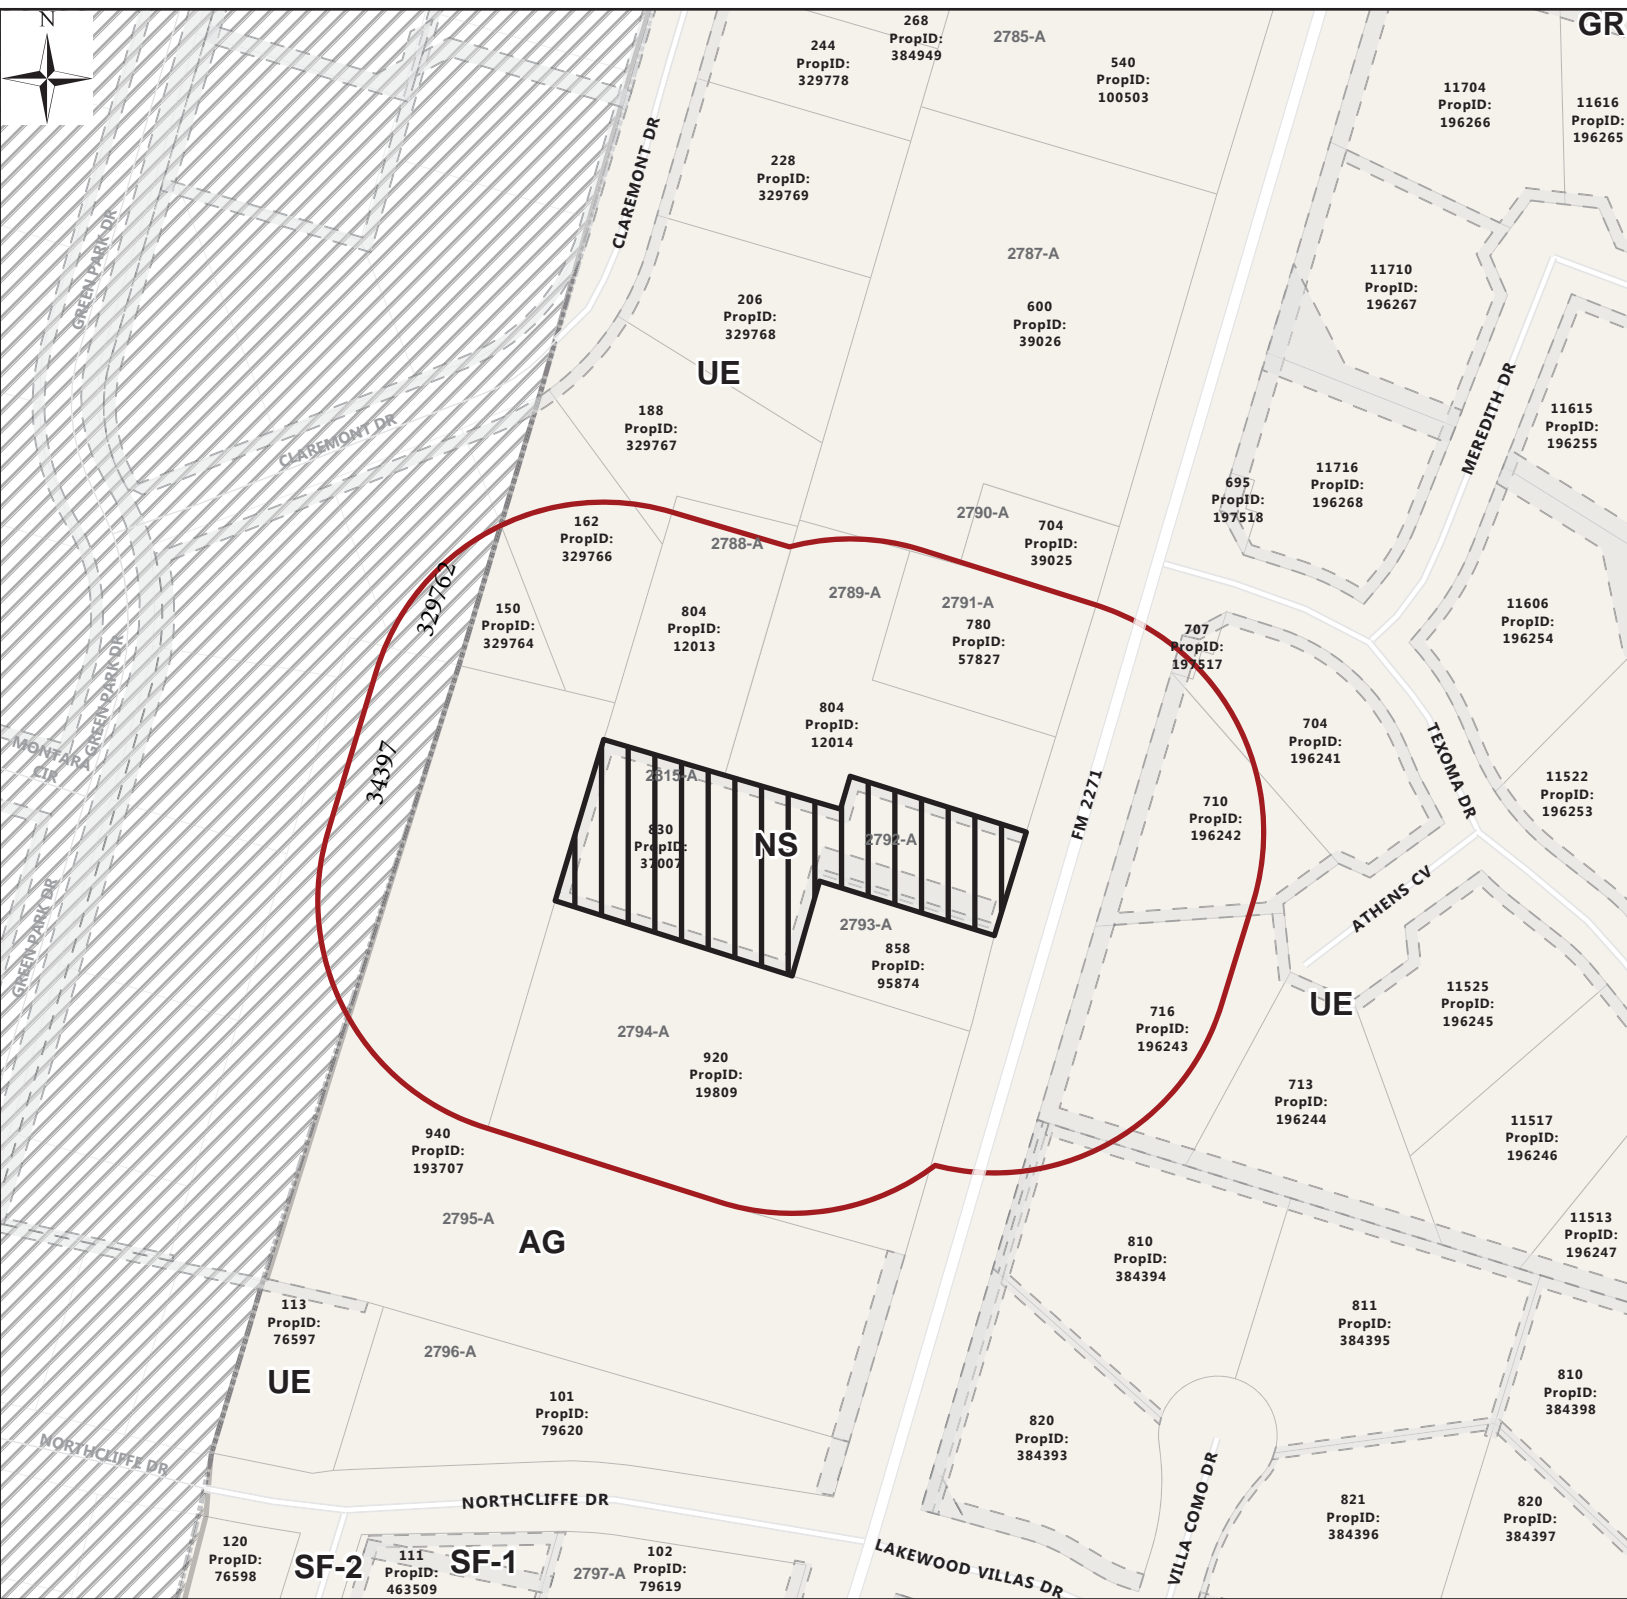 N
GR
268
PropID:
384949
2785-A
244
PropID:
329778
540
PropID:
100503
11704
PropID:
196266
11616
PropID:
196265
CLAREMONT DR
228
PropID:
329769
GREEN PARK DR
2787-A
11710
PropID:
196267
206
PropID:
329768
600
PropID:
39026
UE
MEREDITH DR
188
PropID:
329767
11615
PropID:
196255
CLAREMONT DR
11716
PropID:
196268
695
PropID:
197518
2790-A
704
PropID:
39025
162
PropID:
329766
2788-A
329762
2789-A
2791-A
780
PropID:
57827
150
PropID:
329764
804
PropID:
12013
11606
PropID:
196254
707
PropID:
197517
GREEN PARK DR
804
PropID:
12014
704
PropID:
196241
MONTARA
CIR
34397
TEXOMA DR
11522
PropID:
196253
2815-A
FM 2271
710
PropID:
196242
830
PropID:
37007
NS
2792-A
ATHENS CV
GREEN PARK DR
2793-A
858
PropID:
95874
UE
11525
PropID:
196245
2794-A
716
PropID:
196243
920
PropID:
19809
713
PropID:
196244
940
PropID:
193707
11517
PropID:
196246
2795-A
AG
11513
PropID:
196247
810
PropID:
384394
113
PropID:
76597
811
PropID:
384395
2796-A
UE
101
PropID:
79620
810
PropID:
384398
820
PropID:
384393
NORTHCLIFFE DR
NORTHCLIFFE DR
VILLA COMO DR
821
PropID:
384396
820
PropID:
384397
120
PropID:
76598
SF-2
111
PropID:
463509
SF-1
2797-A
102
PropID:
79619
LAKEWOOD VILLAS DR